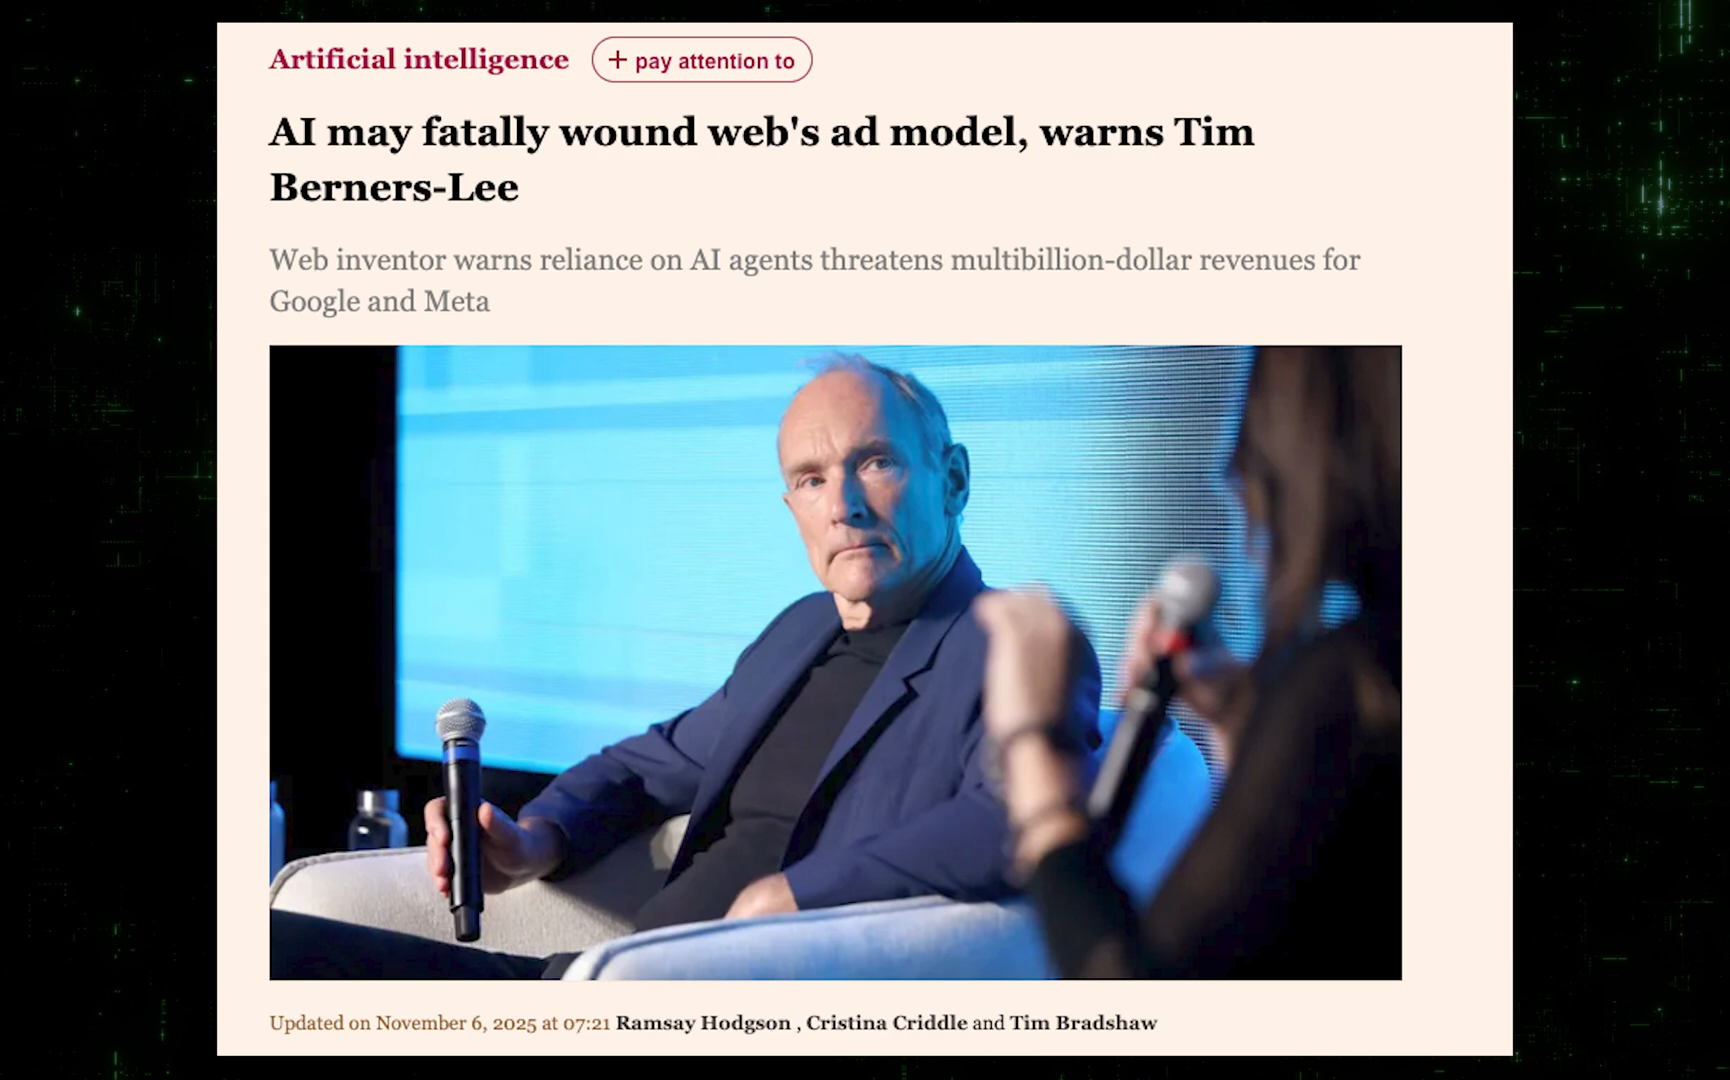 Artificial intelligence + pay attention to
AI may fatally wound web's ad model, warns Tim
Berners-Lee
Web inventor warns reliance on AI agents threatens multibillion-dollar revenues for
Google and Meta
Updated on November 6, 2025 at 07:21 Ramsay Hodgson , Cristina Criddle and Tim Bradshaw